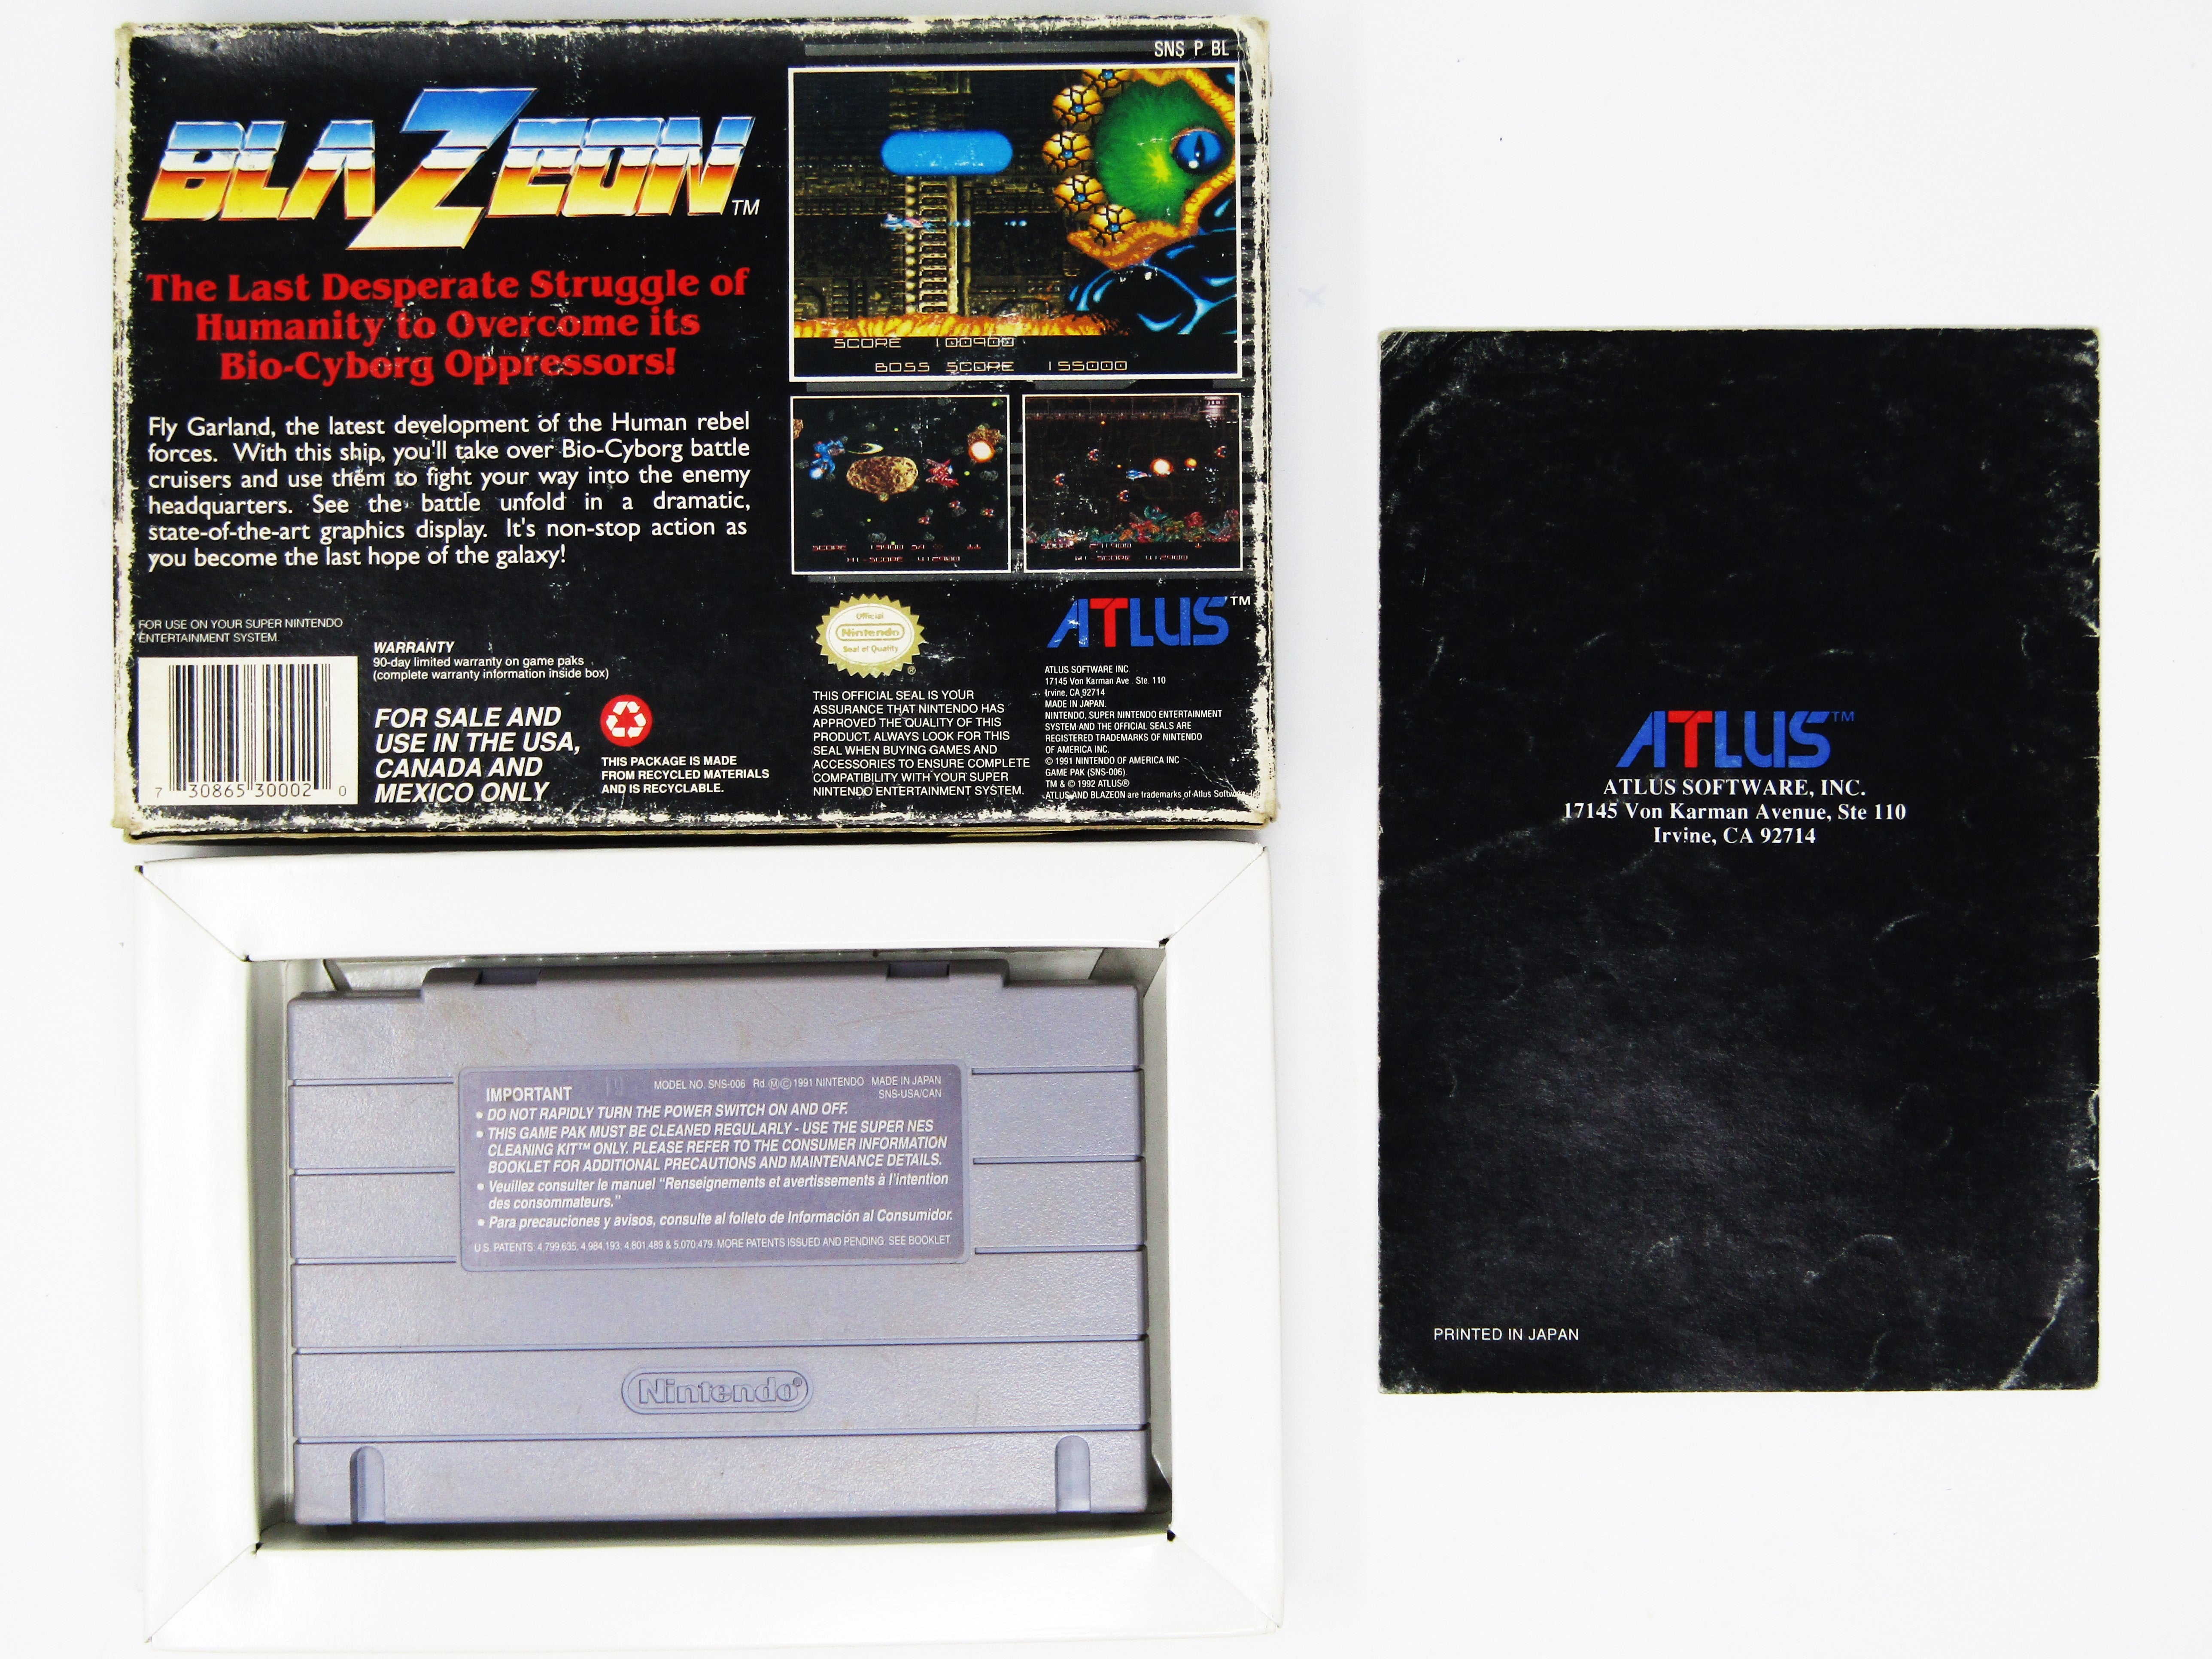 SNS P BL
BLAZEON™
The Last Desperate Struggle of
Humanity to Overcome its
Bio-Cyborg Oppressors!
Fly Garland, the latest development of the Human rebel
forces. With this ship, you'll take over Bio-Cyborg battle
cruisers and use them to fight your way into the enemy
headquarters. See the battle unfold in a dramatic,
state-of-the-art graphics display. It's non-stop action as
you become the last hope of the galaxy!
SCORE 100900
BOSS SCORE 155000
SCORE
HI-SCORE 412900
HI-SCORE 412900
FOR USE ON YOUR SUPER NINTENDO
ENTERTAINMENT SYSTEM
7 30865 30002 0
WARRANTY
90-day limited warranty on game paks
(complete warranty information inside box)
FOR SALE AND
USE IN THE USA,
CANADA AND
MEXICO ONLY
THIS PACKAGE IS MADE
FROM RECYCLED MATERIALS
AND IS RECYCLABLE.
Official
Nintendo
Seal of Quality
®
THIS OFFICIAL SEAL IS YOUR
ASSURANCE THAT NINTENDO HAS
APPROVED THE QUALITY OF THIS
PRODUCT. ALWAYS LOOK FOR THIS
SEAL WHEN BUYING GAMES AND
ACCESSORIES TO ENSURE COMPLETE
COMPATIBILITY WITH YOUR SUPER
NINTENDO ENTERTAINMENT SYSTEM.
ATLUS™
ATLUS SOFTWARE INC.
17145 Von Karman Ave. Ste. 110
Irvine, CA 92714
MADE IN JAPAN.
NINTENDO, SUPER NINTENDO ENTERTAINMENT
SYSTEM AND THE OFFICIAL SEALS ARE
REGISTERED TRADEMARKS OF NINTENDO
OF AMERICA INC.
© 1991 NINTENDO OF AMERICA INC
GAME PAK (SNS-006)
TM & © 1992 ATLUS®
ATLUS AND BLAZEON are trademarks of Atlus
IMPORTANT MODEL NO. SNS-006 Rd. Ⓜ © 1991 NINTENDO MADE IN JAPAN
SNS-USA/CAN
• DO NOT RAPIDLY TURN THE POWER SWITCH ON AND OFF.
• THIS GAME PAK MUST BE CLEANED REGULARLY - USE THE SUPER NES
CLEANING KIT™ ONLY. PLEASE REFER TO THE CONSUMER INFORMATION
BOOKLET FOR ADDITIONAL PRECAUTIONS AND MAINTENANCE DETAILS.
• Veuillez consulter le manuel "Renseignements et avertissements à l'intention
des consommateurs."
• Para precauciones y avisos, consulte al folleto de Información al Consumidor.
U.S. PATENTS: 4,799,635, 4,984,193, 4,801,489 & 5,070,479. MORE PATENTS ISSUED AND PENDING. SEE BOOKLET.
Nintendo®
ATLUS™
ATLUS SOFTWARE, INC.
17145 Von Karman Avenue, Ste 110
Irvine, CA 92714
PRINTED IN JAPAN